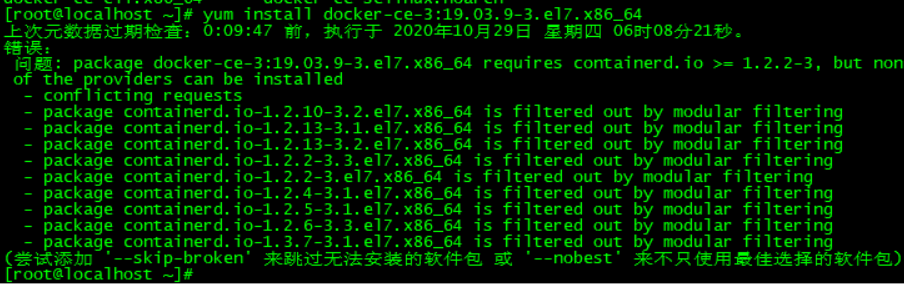 [root@localhost ~]# yum install docker-ce-3:19.03.9-3.el7.x86_64
上次元数据过期检查：0:09:47 前，执行于 2020年10月29日 星期四 06时08分21秒。
错误：
问题: package docker-ce-3:19.03.9-3.el7.x86_64 requires containerd.io >= 1.2.2-3, but non
of the providers can be installed
- conflicting requests
- package containerd.io-1.2.10-3.2.el7.x86_64 is filtered out by modular filtering
- package containerd.io-1.2.13-3.1.el7.x86_64 is filtered out by modular filtering
- package containerd.io-1.2.13-3.2.el7.x86_64 is filtered out by modular filtering
- package containerd.io-1.2.2-3.3.el7.x86_64 is filtered out by modular filtering
- package containerd.io-1.2.2-3.el7.x86_64 is filtered out by modular filtering
- package containerd.io-1.2.4-3.1.el7.x86_64 is filtered out by modular filtering
- package containerd.io-1.2.5-3.1.el7.x86_64 is filtered out by modular filtering
- package containerd.io-1.2.6-3.3.el7.x86_64 is filtered out by modular filtering
- package containerd.io-1.3.7-3.1.el7.x86_64 is filtered out by modular filtering
(尝试添加 '--skip-broken' 来跳过无法安装的软件包 或 '--nobest' 来不只使用最佳选择的软件包)
[root@localhost ~]#